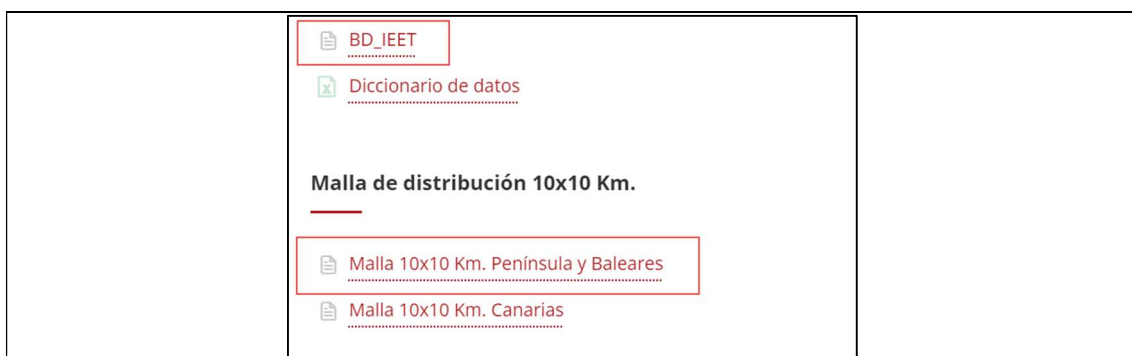 BD_IEET
Diccionario de datos
Malla de distribución 10x10 Km.
Malla 10x10 Km. Península y Baleares
Malla 10x10 Km. Canarias